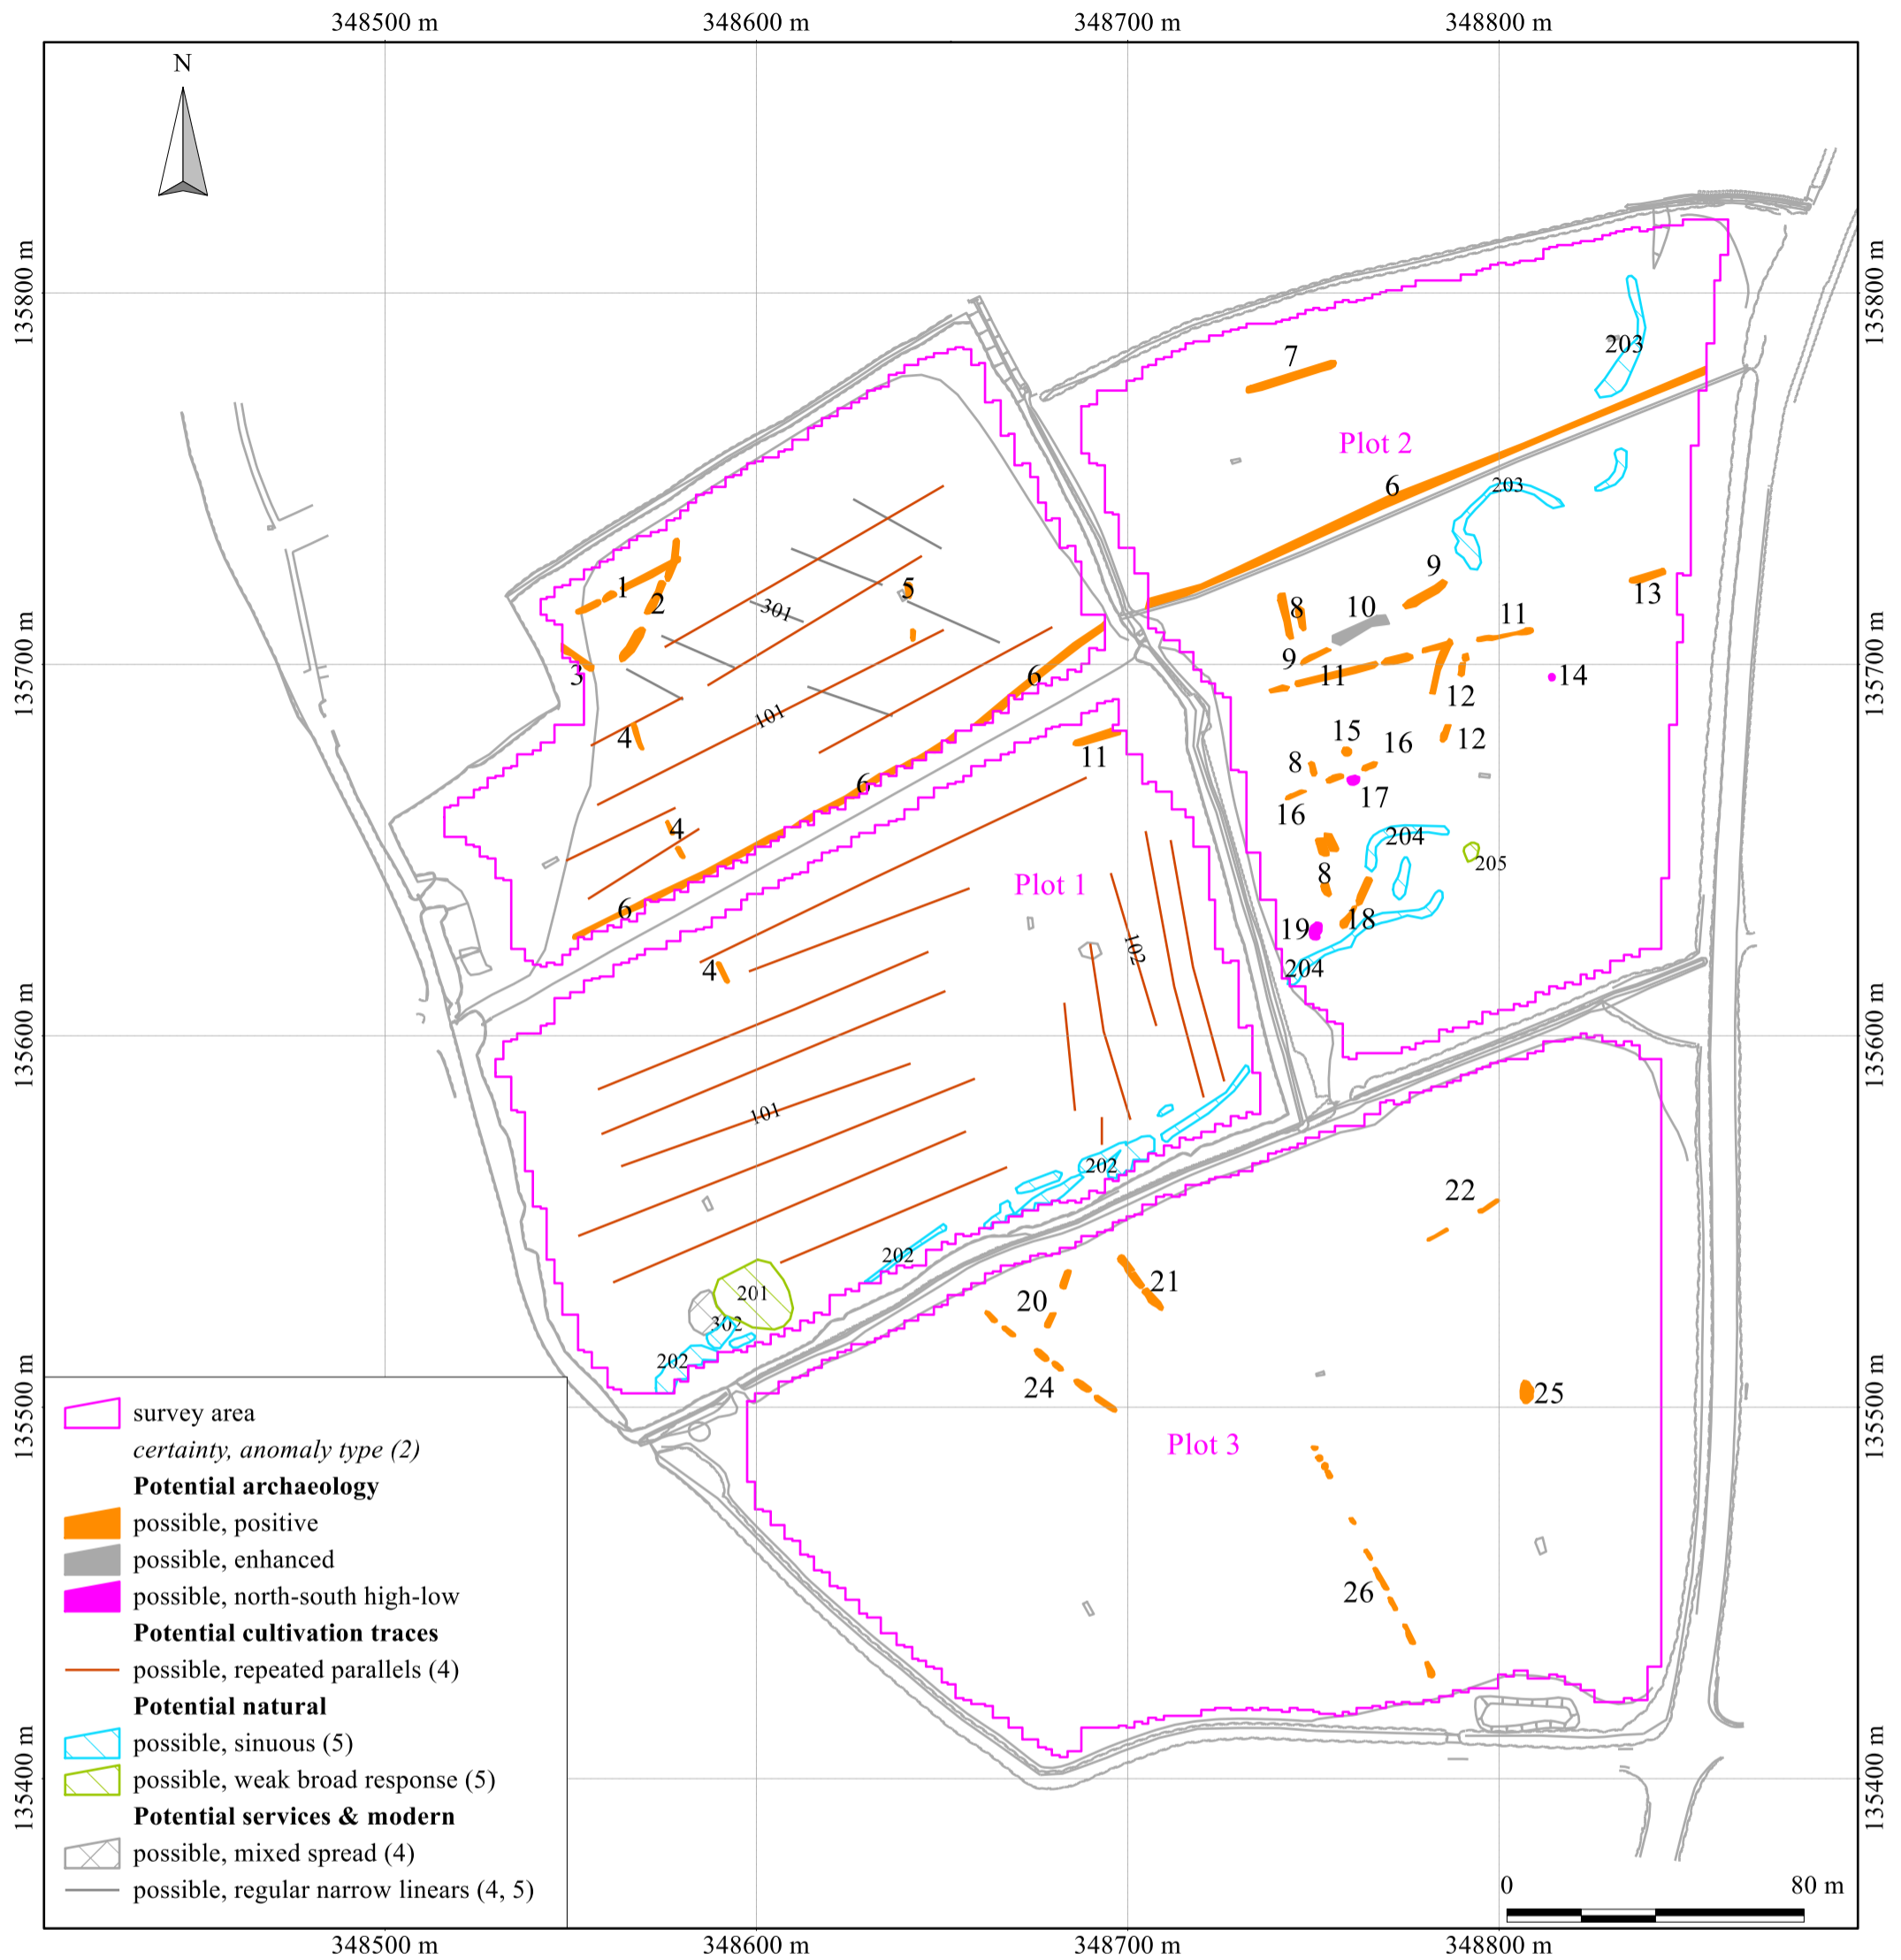 348500 m 348600 m 348700 m 348800 m
N
135800 m
135800 m
203
7
Plot 2
6
203
1
2
5
301
8
9
10
11
13
3
6
9
11
12
14
101
4
11
15
16
12
8
6
17
16
4
204
205
8
Plot 1
6
18
19
102
4
204
135700 m
135700 m
135600 m
135600 m
101
202
22
202
21
201
20
302
202
24
25
135500 m
135500 m
Plot 3
26
survey area
certainty, anomaly type (2)
Potential archaeology
possible, positive
possible, enhanced
possible, north-south high-low
Potential cultivation traces
possible, repeated parallels (4)
Potential natural
possible, sinuous (5)
possible, weak broad response (5)
Potential services & modern
possible, mixed spread (4)
possible, regular narrow linears (4, 5)
135400 m
135400 m
0 80 m
348500 m 348600 m 348700 m 348800 m